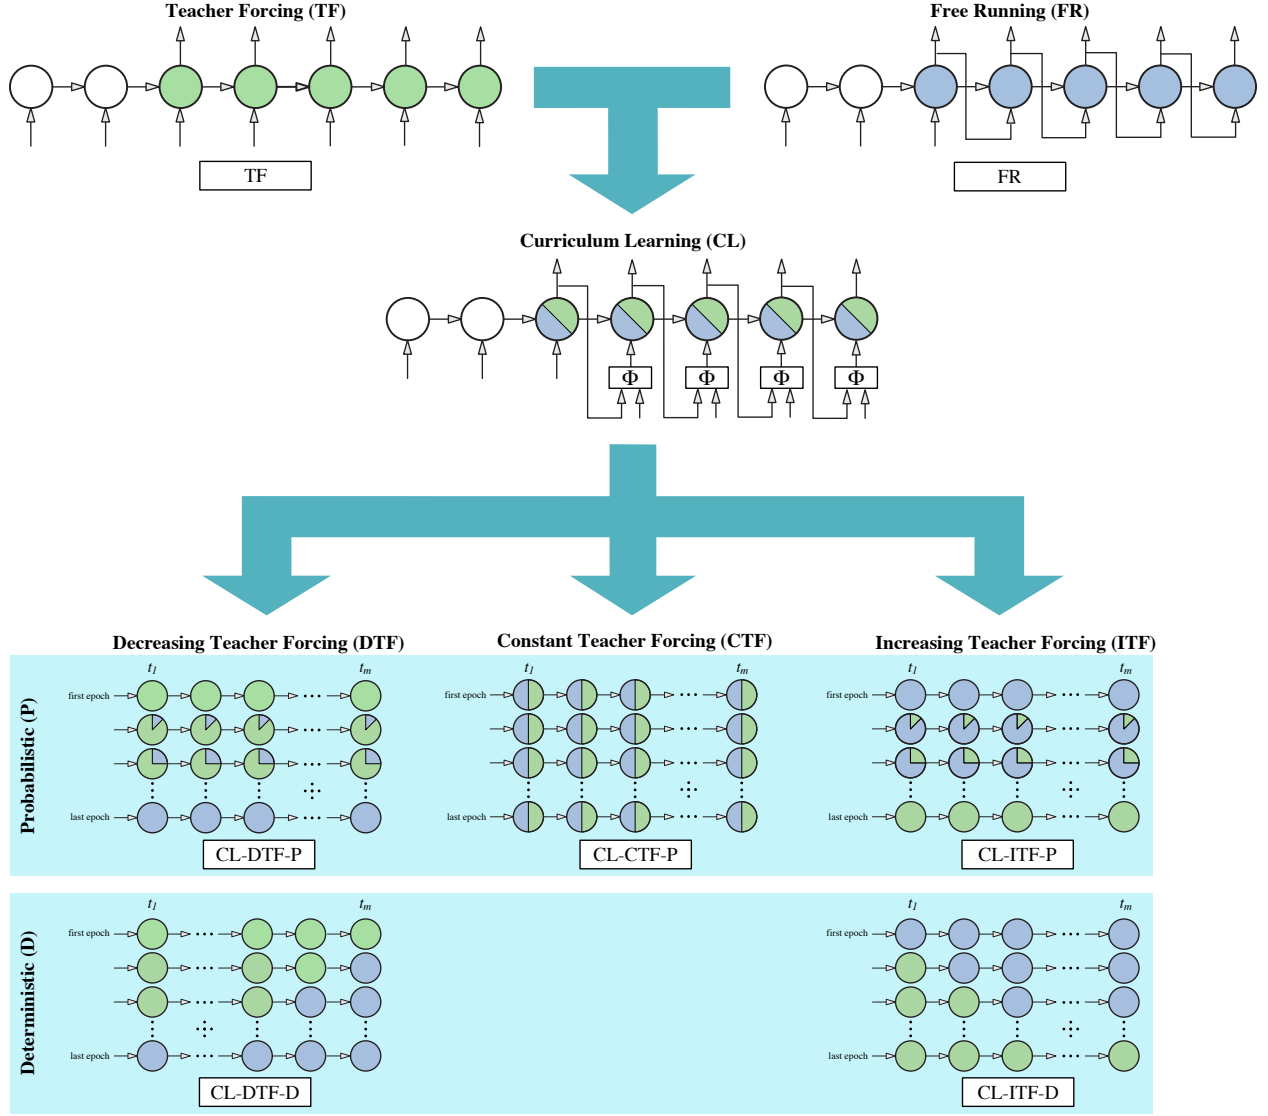 Teacher Forcing (TF)
Free Running (FR)
TF
FR
Curriculum Learning (CL)
Φ Φ Φ Φ
Decreasing Teacher Forcing (DTF)
Constant Teacher Forcing (CTF)
Increasing Teacher Forcing (ITF)
Probabilistic (P)
t1 tm
first epoch
last epoch
CL-DTF-P
t1 tm
first epoch
last epoch
CL-CTF-P
t1 tm
first epoch
last epoch
CL-ITF-P
Deterministic (D)
t1 tm
first epoch
last epoch
CL-DTF-D
t1 tm
first epoch
last epoch
CL-ITF-D